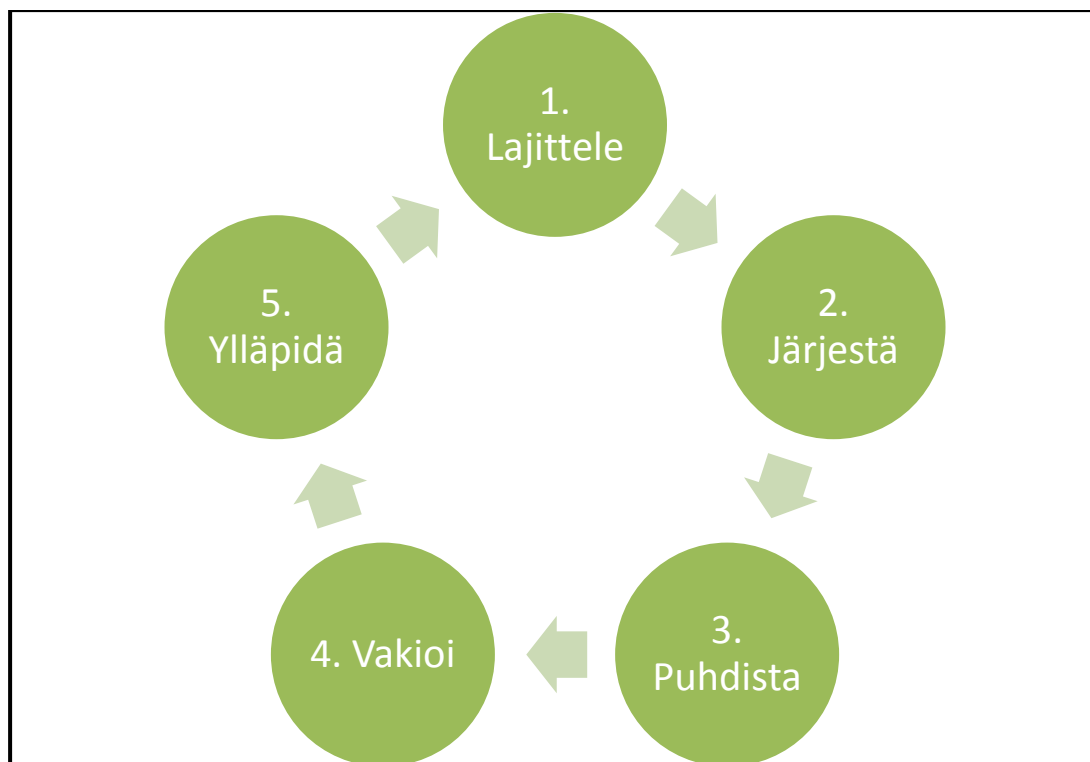 1.
Lajittele
2.
Järjestä
3.
Puhdista
4. Vakioi
5.
Ylläpidä